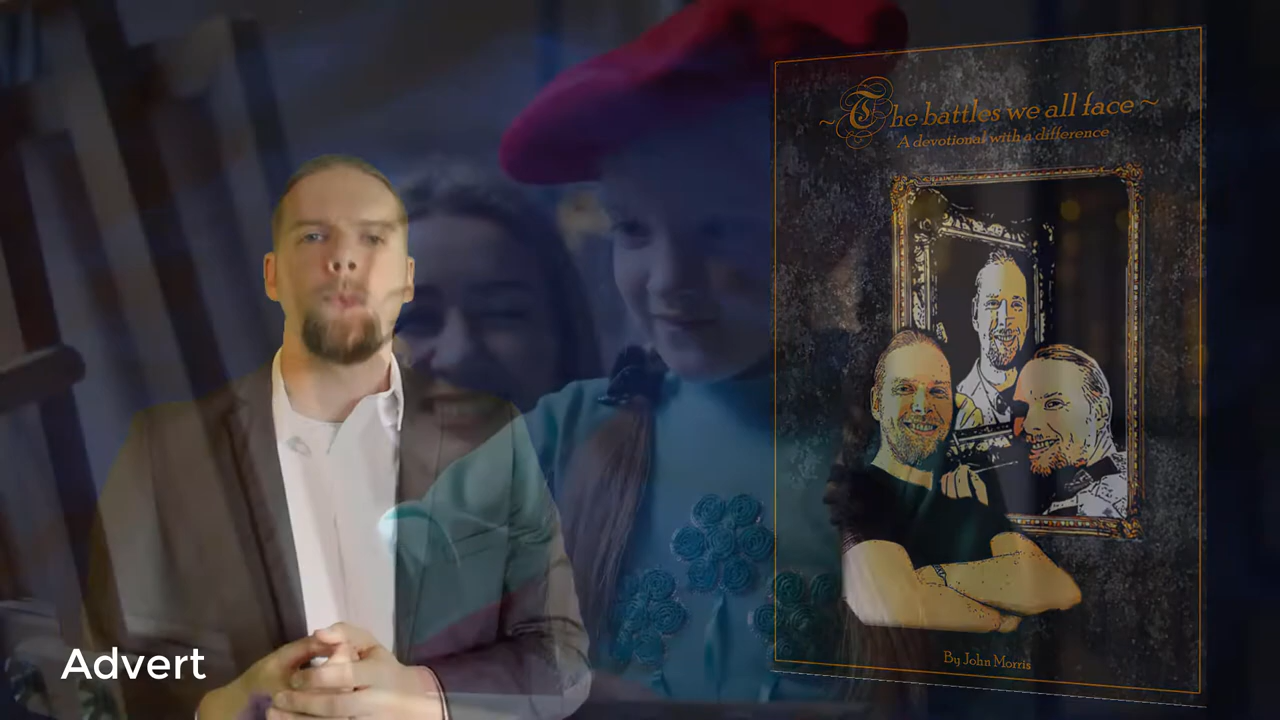 ~ The battles we all face ~
A devotional with a difference
By John Morris
Advert